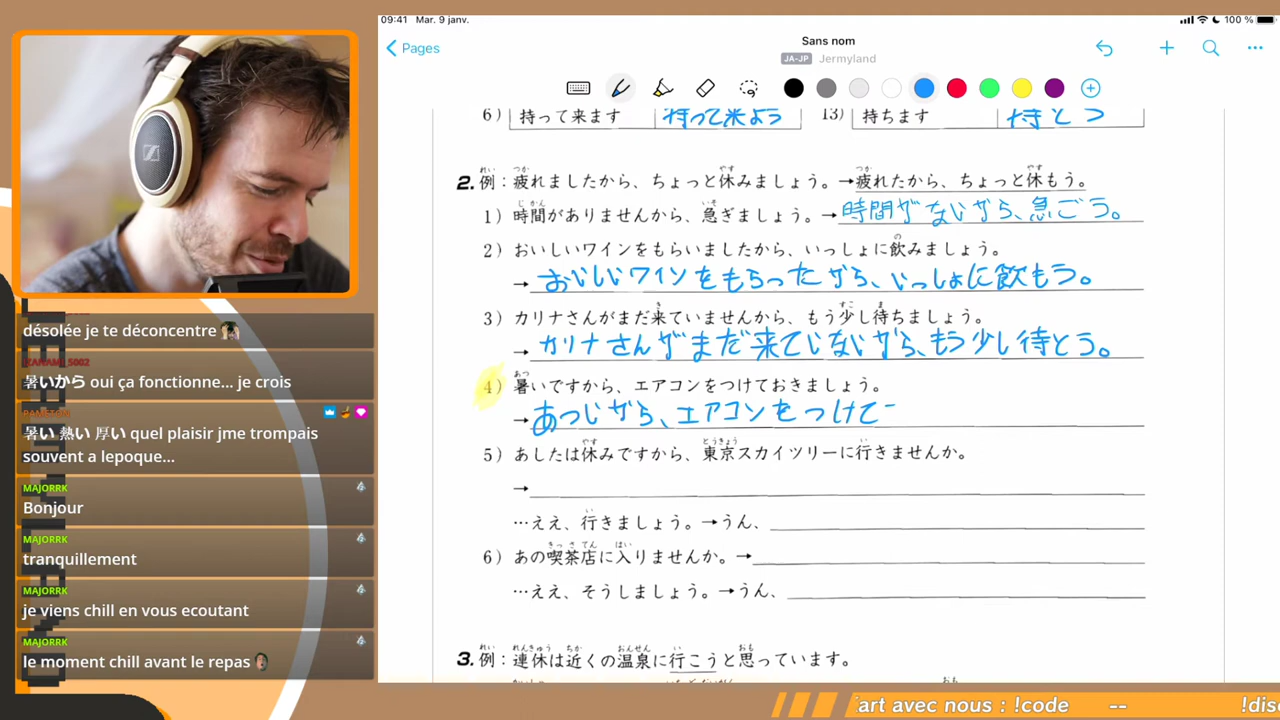 09:41 Mar. 9 janv.
100 %
Pages
Sans nom
JA-JP Jermyland
6) 持って来ます 持って来よう 13) 持ちます 待とう
2. 例：疲れましたから、ちょっと休みましょう。→疲れたから、ちょっと休もう。
1) 時間がありませんから、急ぎましょう。→時間がないがら、急ごう。
2) おいしいワインをもらいましたから、いっしょに飲みましょう。
→おいしいワインをもらったがら、いっしょに飲もう。
3) カリナさんがまだ来ていませんから、もう少し待ちましょう。
→カリナさんがまだ来ていないがら、もう少し待とう。
4) 暑いですから、エアコンをつけておきましょう。
→あついがら、エアコンをつけて
5) あしたは休みですから、東京スカイツリーに行きませんか。
→
…ええ、行きましょう。→うん、
6) あの喫茶店に入りませんか。→
…ええ、そうしましょう。→うん、
3. 例：連休は近くの温泉に行こうと思っています。
désolée je te déconcentre
IZANAMI_5002
暑いから oui ça fonctionne... je crois
PAMETON
暑い 熱い 厚い quel plaisir jme trompais
souvent a lepoque...
MAJORRK
Bonjour
MAJORRK
tranquillement
MAJORRK
je viens chill en vous ecoutant
MAJORRK
le moment chill avant le repas
'art avec nous : !code -- !dis